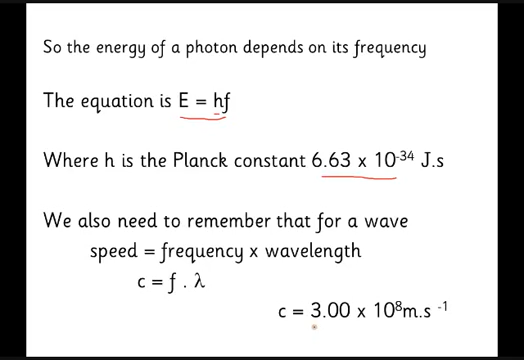 So the energy of a photon depends on its frequency
The equation is E = hf
Where h is the Planck constant 6.63 x 10⁻³⁴ J.s
We also need to remember that for a wave
speed = frequency x wavelength
c = f . λ
c = 3.00 x 10⁸m.s ⁻¹